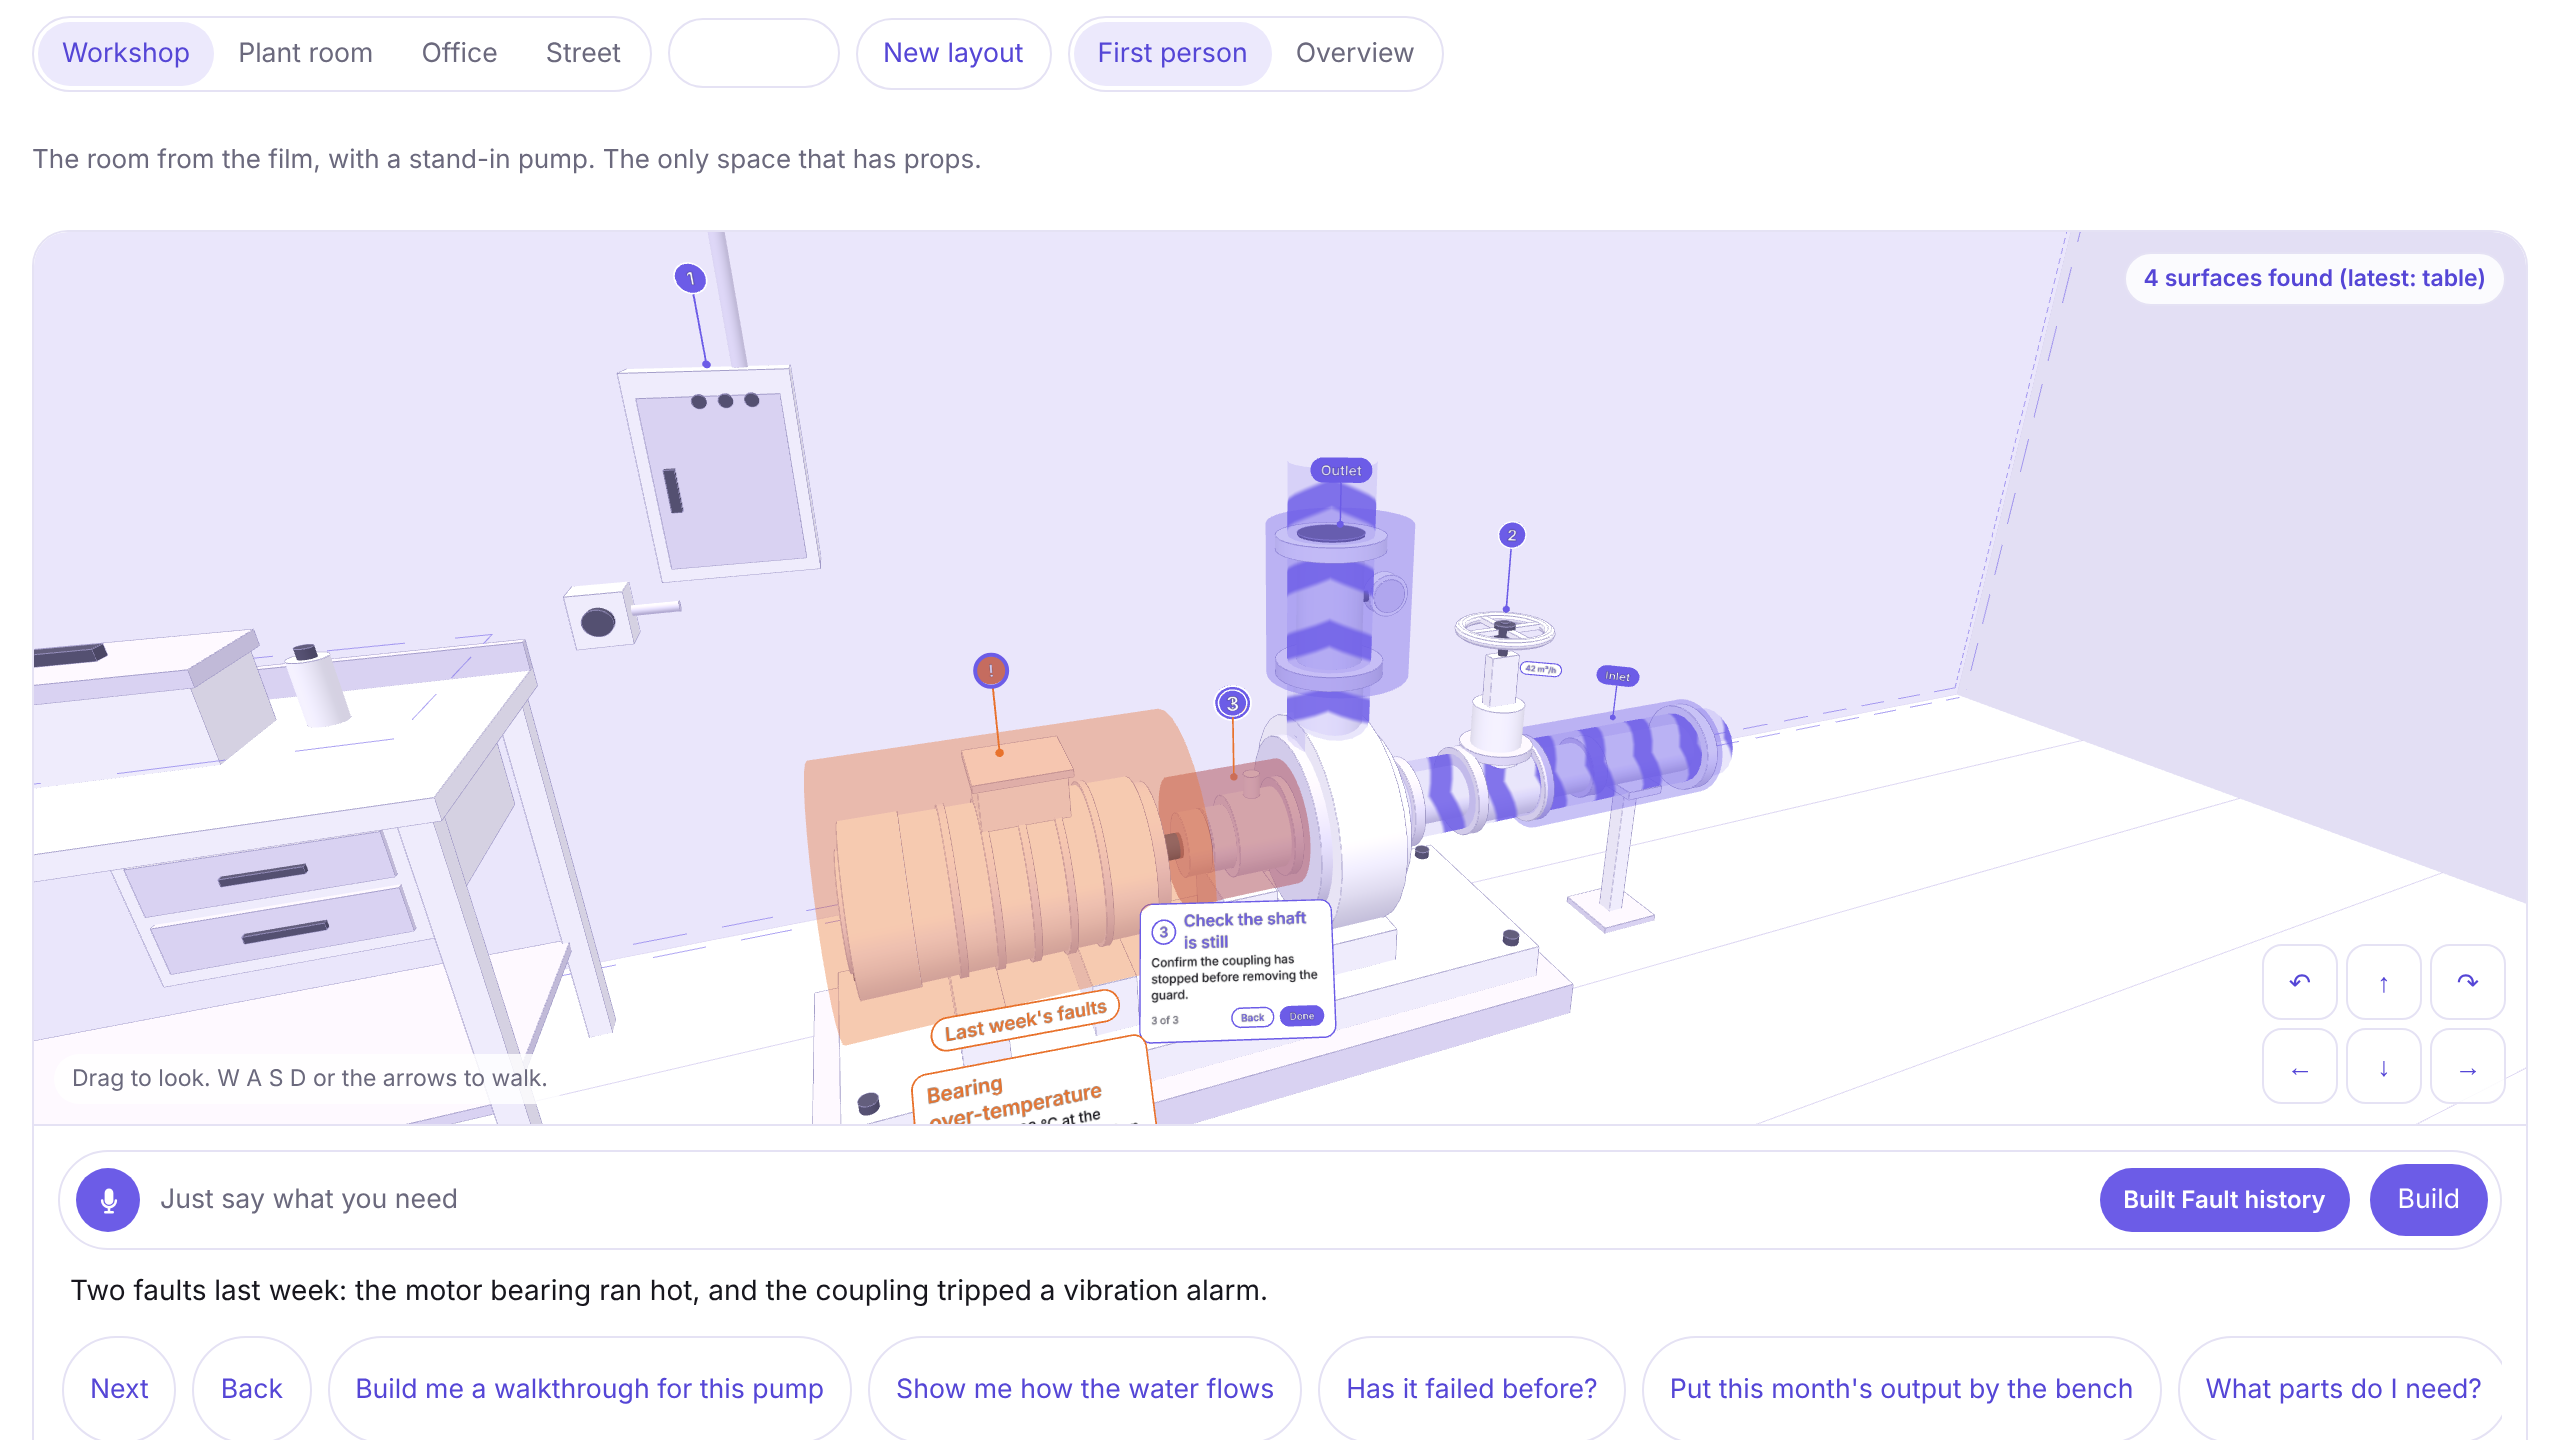 Workshop
Plant room
Office
Street
New layout
First person
Overview
The room from the film, with a stand-in pump. The only space that has props.
4 surfaces found (latest: table)
1
Outlet
2
42 m³/h
Inlet
!
3
3 Check the shaft
is still
Confirm the coupling has
stopped before removing the
guard.
3 of 3
Back
Done
Last week's faults
Bearing
over-temperature
°C at the
Drag to look. W A S D or the arrows to walk.
↶ ↑ ↷
← ↓ →
Just say what you need
Built Fault history
Build
Two faults last week: the motor bearing ran hot, and the coupling tripped a vibration alarm.
Next
Back
Build me a walkthrough for this pump
Show me how the water flows
Has it failed before?
Put this month's output by the bench
What parts do I need?